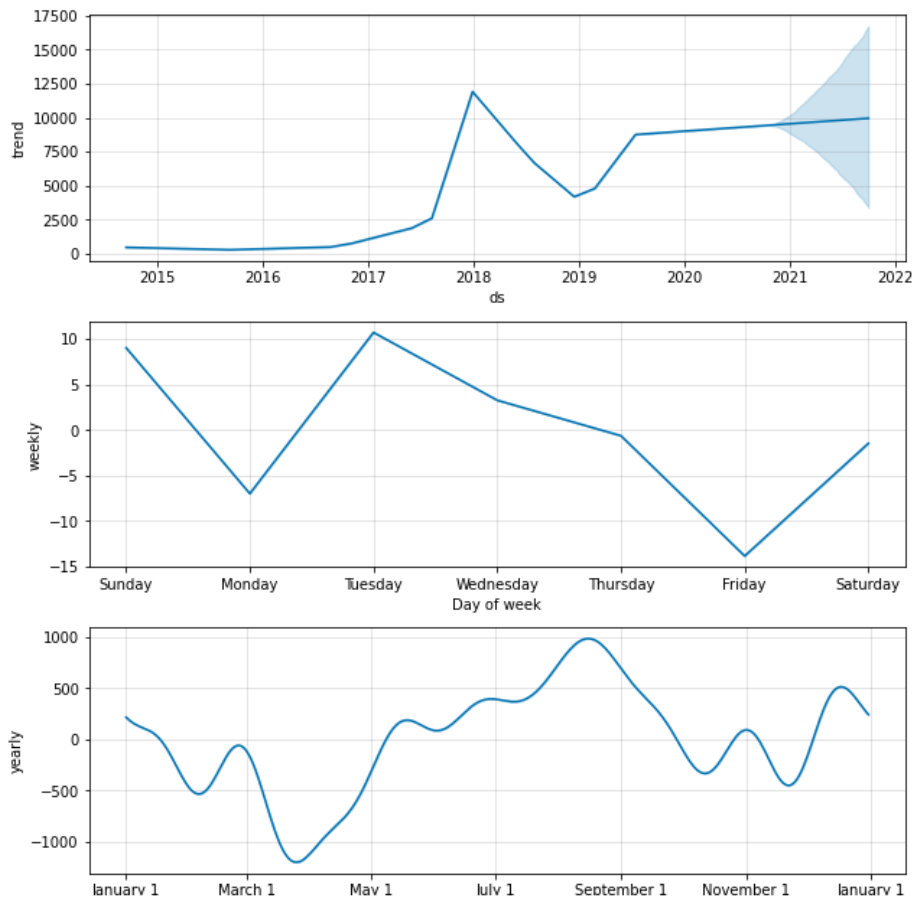 17500
15000
12500
10000
7500
5000
2500
0
trend
2015 2016 2017 2018 2019 2020 2021 2022
ds
10
5
0
−5
−10
−15
weekly
Sunday Monday Tuesday Wednesday Thursday Friday Saturday
Day of week
1000
500
0
−500
−1000
yearly
January 1 March 1 May 1 July 1 September 1 November 1 January 1